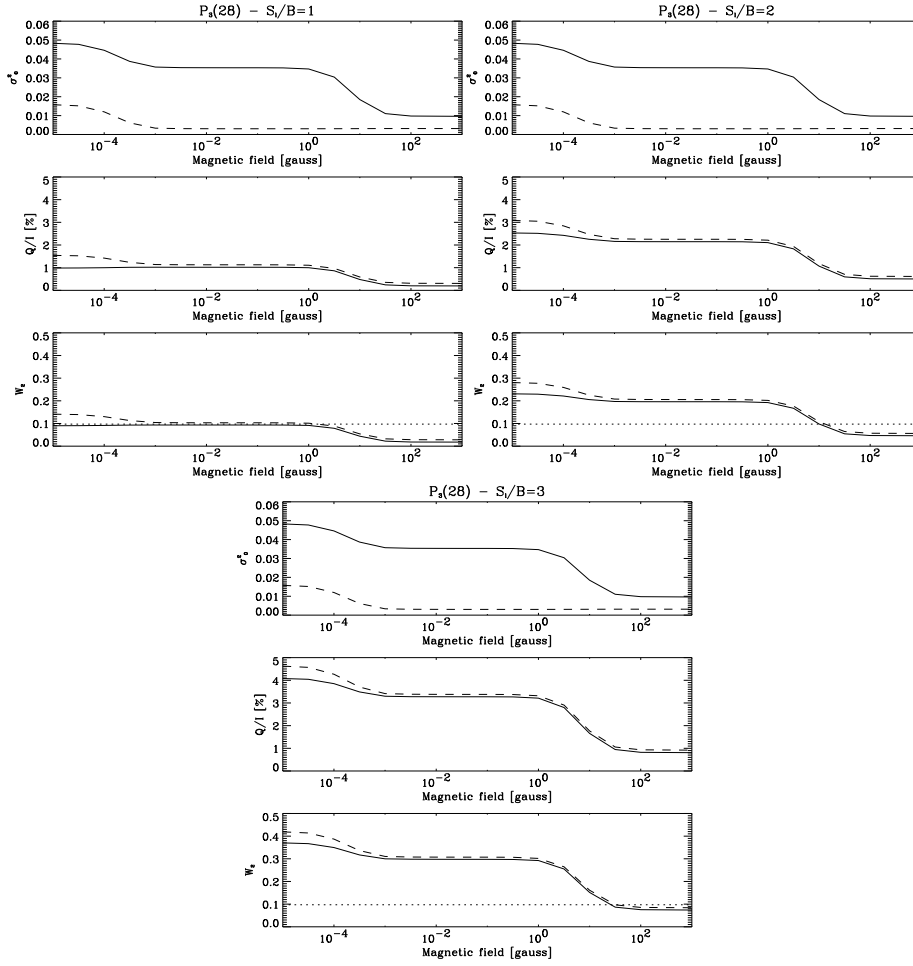 P₃(28) − Sₗ/B=1
0.06
0.05
0.04
0.03
0.02
0.01
0.00
σ²₀
10⁻⁴ 10⁻² 10⁰ 10²
Magnetic field [gauss]
5
4
3
2
1
0
Q/I [%]
10⁻⁴ 10⁻² 10⁰ 10²
Magnetic field [gauss]
0.5
0.4
0.3
0.2
0.1
0.0
W₂
10⁻⁴ 10⁻² 10⁰ 10²
Magnetic field [gauss]
P₃(28) − Sₗ/B=2
0.06
0.05
0.04
0.03
0.02
0.01
0.00
σ²₀
10⁻⁴ 10⁻² 10⁰ 10²
Magnetic field [gauss]
5
4
3
2
1
0
Q/I [%]
10⁻⁴ 10⁻² 10⁰ 10²
Magnetic field [gauss]
0.5
0.4
0.3
0.2
0.1
0.0
W₂
10⁻⁴ 10⁻² 10⁰ 10²
Magnetic field [gauss]
P₃(28) − Sₗ/B=3
0.06
0.05
0.04
0.03
0.02
0.01
0.00
σ²₀
10⁻⁴ 10⁻² 10⁰ 10²
Magnetic field [gauss]
5
4
3
2
1
0
Q/I [%]
10⁻⁴ 10⁻² 10⁰ 10²
Magnetic field [gauss]
0.5
0.4
0.3
0.2
0.1
0.0
W₂
10⁻⁴ 10⁻² 10⁰ 10²
Magnetic field [gauss]